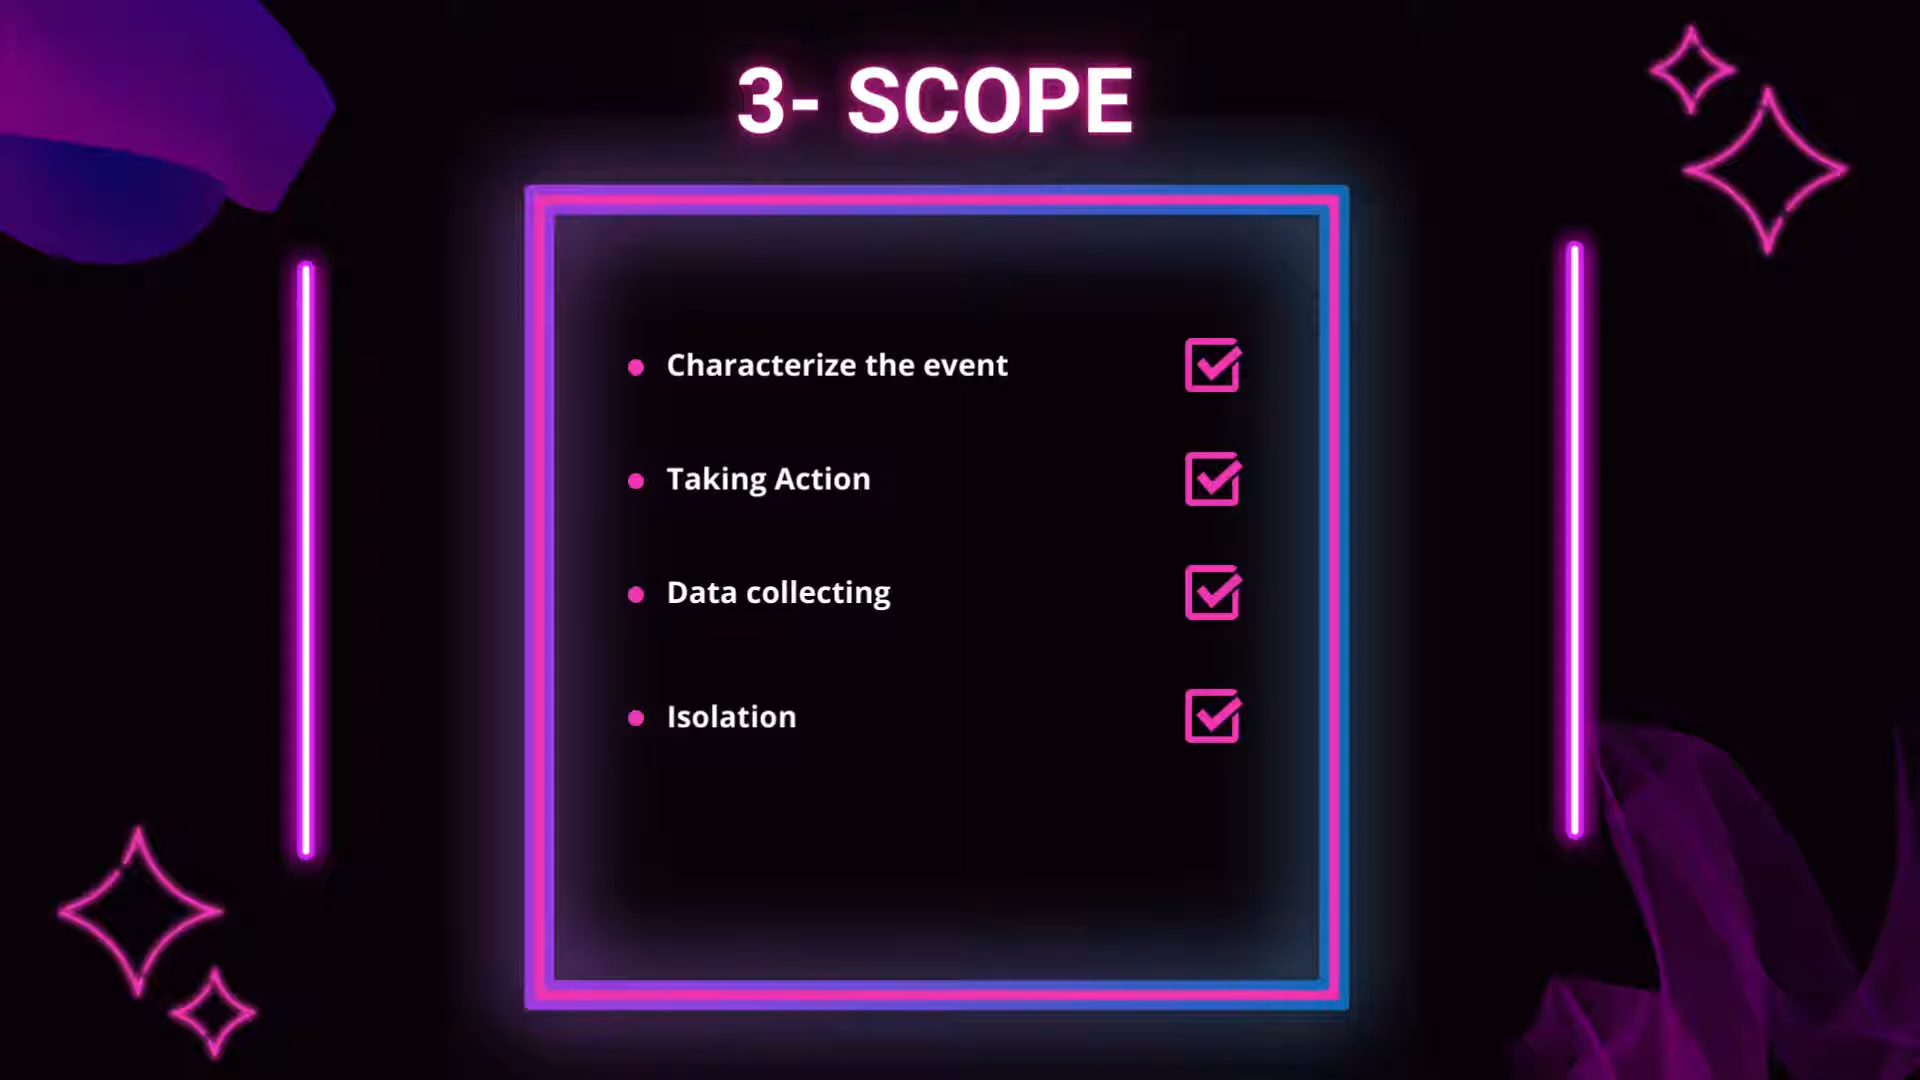 3- SCOPE
Characterize the event
Taking Action
Data collecting
Isolation